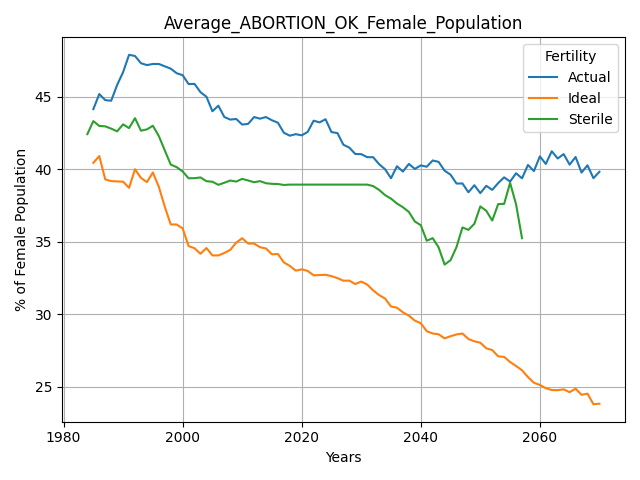 Average_ABORTION_OK_Female_Population
Fertility
Actual
Ideal
Sterile
% of Female Population
45
40
35
30
25
1980
2000
2020
2040
2060
Years